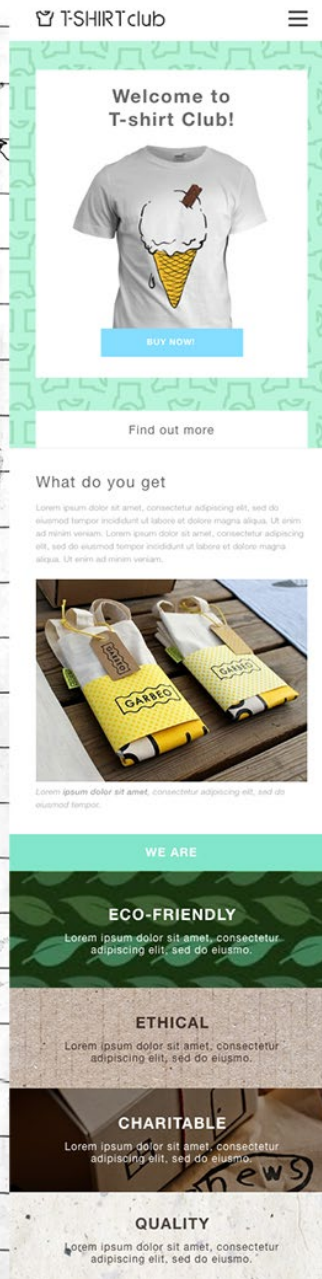 T-SHIRT club
Welcome to
T-shirt Club!
BUY NOW!
Find out more
What do you get
Lorem ipsum dolor sit amet, consectetur adipiscing elit, sed do
eiusmod tempor incididunt ut labore et dolore magna aliqua. Ut enim
ad minim veniam. Lorem ipsum dolor sit amet, consectetur adipiscing
elit, sed do eiusmod tempor incididunt ut labore et dolore magna
aliqua. Ut enim ad minim veniam.
GARBEO
GARBEO
GARBEO
Lorem ipsum dolor sit amet, consectetur adipiscing elit, sed do
eiusmod tempor.
WE ARE
ECO-FRIENDLY
Lorem ipsum dolor sit amet, consectetur
adipiscing elit, sed do eiusmo.
ETHICAL
Lorem ipsum dolor sit amet, consectetur
adipiscing elit, sed do eiusmo.
CHARITABLE
Lorem ipsum dolor sit amet, consectetur
adipiscing elit, sed do eiusmo.
QUALITY
Lorem ipsum dolor sit amet, consectetur
adipiscing elit, sed do eiusmo.